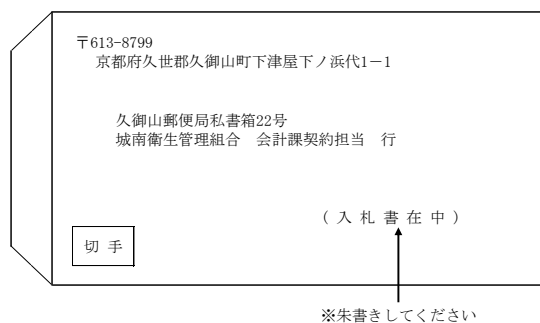 〒613-8799
京都府久世郡久御山町下津屋下ノ浜代1－1
久御山郵便局私書箱22号
城南衛生管理組合　会計課契約担当　行
（ 入 札 書 在 中 ）
切 手
※朱書きしてください